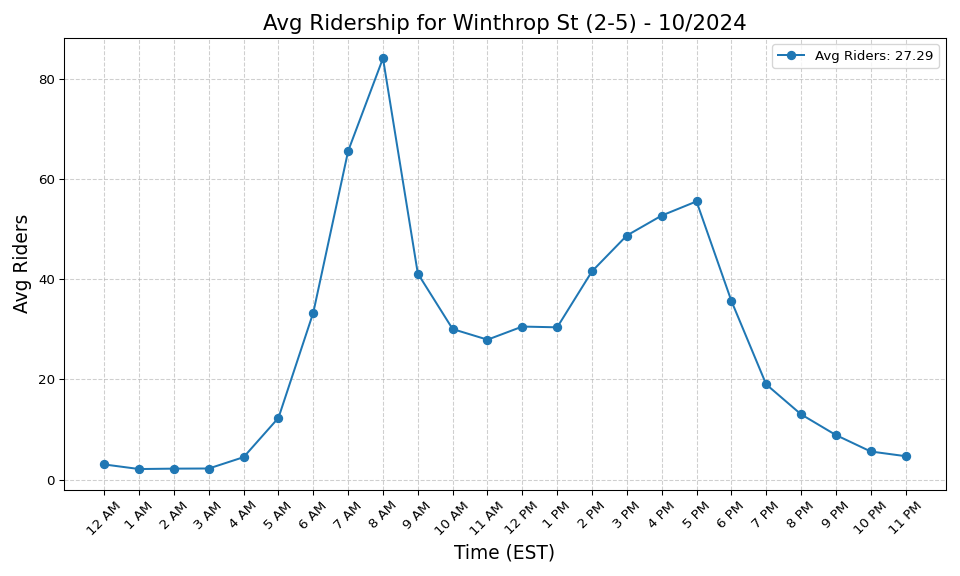 Avg Ridership for Winthrop St (2-5) - 10/2024
Avg Riders: 27.29
Avg Riders
80
60
40
20
0
12 AM
1 AM
2 AM
3 AM
4 AM
5 AM
6 AM
7 AM
8 AM
9 AM
10 AM
11 AM
12 PM
1 PM
2 PM
3 PM
4 PM
5 PM
6 PM
7 PM
8 PM
9 PM
10 PM
11 PM
Time (EST)